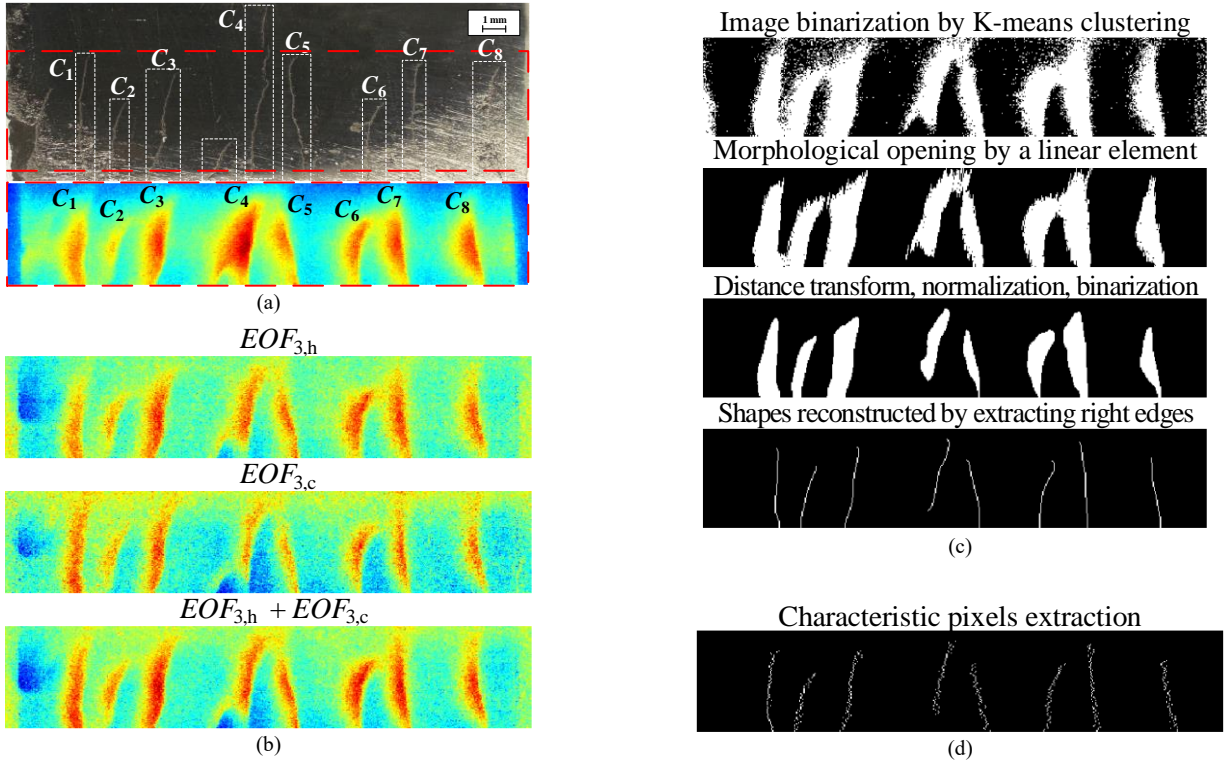 1 mm
C4
C5
C1
C3
C7
C8
C2
C6
C1
C2
C3
C4
C5
C6
C7
C8
(a)
EOF3,h
EOF3,c
EOF3,h + EOF3,c
(b)
Image binarization by K-means clustering
Morphological opening by a linear element
Distance transform, normalization, binarization
Shapes reconstructed by extracting right edges
(c)
Characteristic pixels extraction
(d)